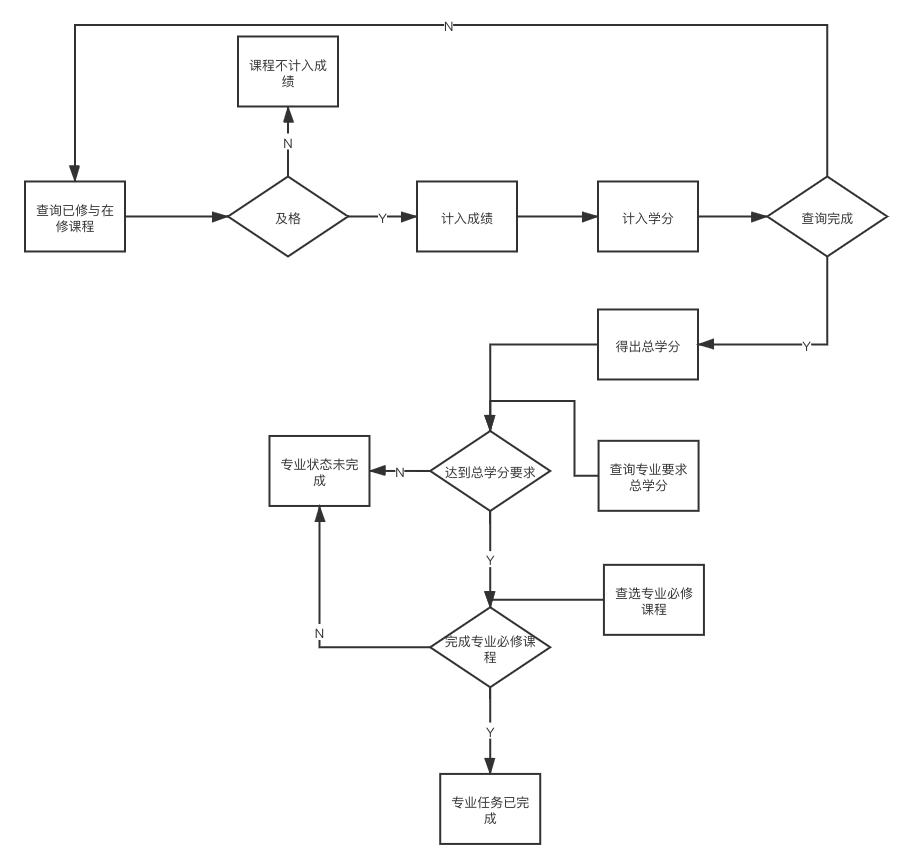 N
课程不计入成
绩
N
查询已修与在
修课程
及格
Y
计入成绩
计入学分
查询完成
得出总学分
Y
专业状态未完
成
N
达到总学分要求
查询专业要求
总学分
Y
查选专业必修
课程
N
完成专业必修课
程
Y
专业任务已完
成